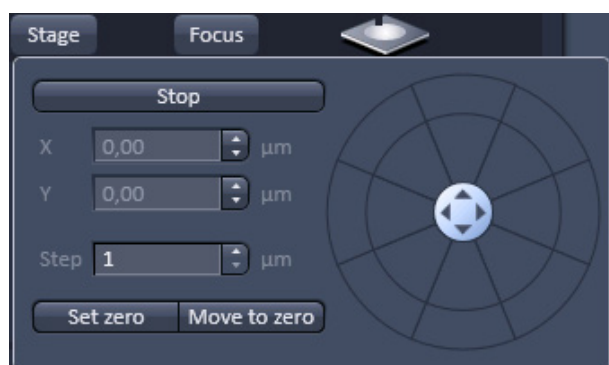 Stage Focus
Stop
X 0,00 µm
Y 0,00 µm
Step 1 µm
Set zero Move to zero